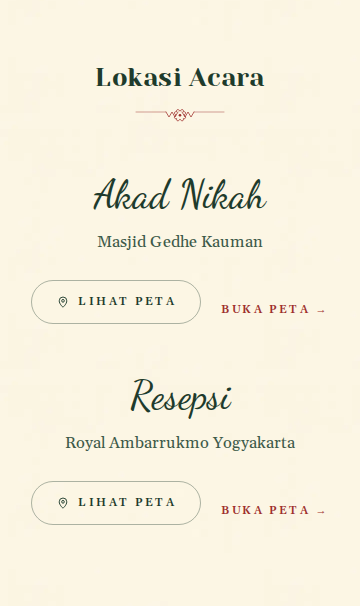 Lokasi Acara
Akad Nikah
Masjid Gedhe Kauman
LIHAT PETA
BUKA PETA →
Resepsi
Royal Ambarrukmo Yogyakarta
LIHAT PETA
BUKA PETA →